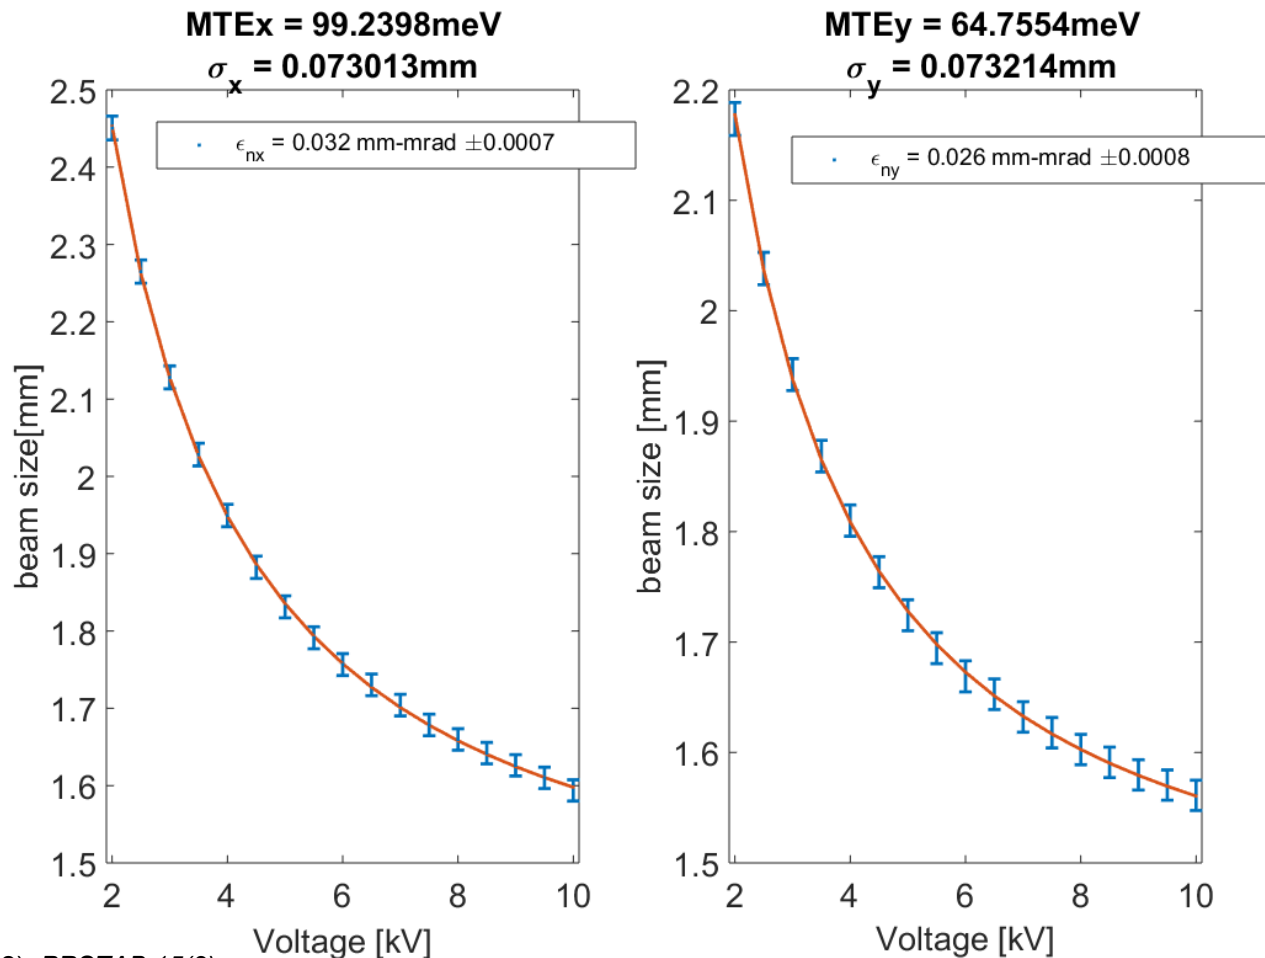 MTEx = 99.2398meV
σx = 0.073013mm
ϵnx = 0.032 mm-mrad ±0.0007
2.5
2.4
2.3
2.2
2.1
2
1.9
1.8
1.7
1.6
1.5
beam size[mm]
2 4 6 8 10
Voltage [kV]
MTEy = 64.7554meV
σy = 0.073214mm
ϵny = 0.026 mm-mrad ±0.0008
2.2
2.1
2
1.9
1.8
1.7
1.6
1.5
beam size [mm]
2 4 6 8 10
Voltage [kV]